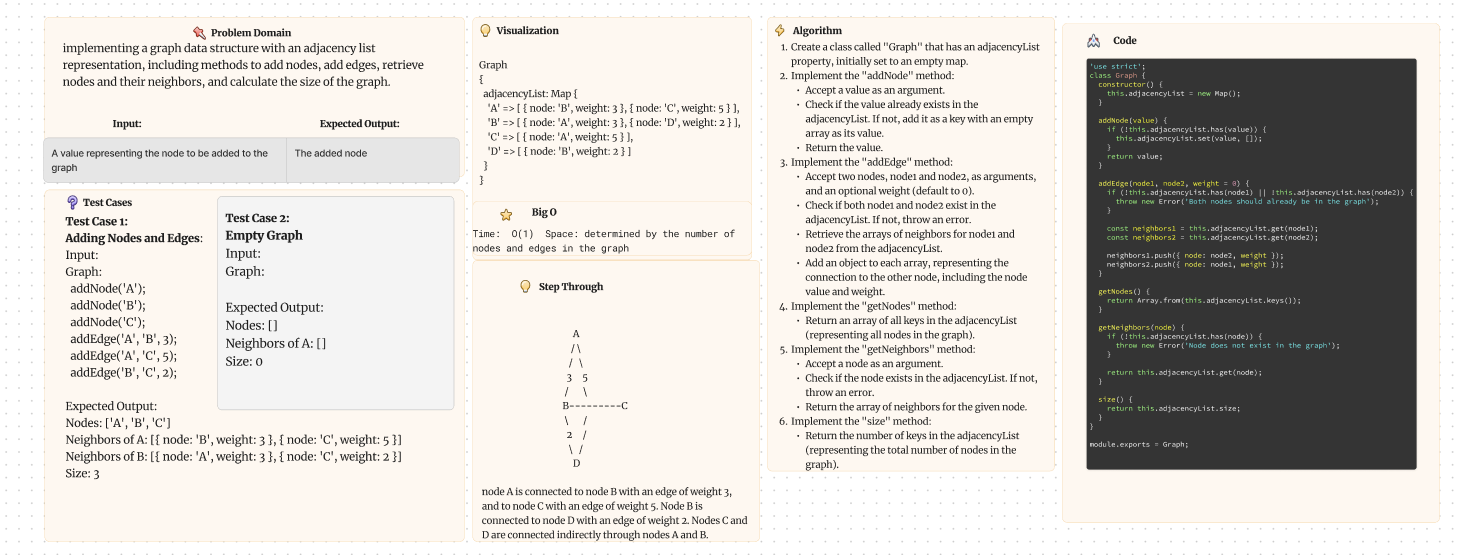 Problem Domain
implementing a graph data structure with an adjacency list
representation, including methods to add nodes, add edges, retrieve
nodes and their neighbors, and calculate the size of the graph.
Input:
Expected Output:
A value representing the node to be added to the
graph
The added node
Test Cases
Test Case 1:
Adding Nodes and Edges:
Input:
Graph:
addNode('A');
addNode('B');
addNode('C');
addEdge('A', 'B', 3);
addEdge('A', 'C', 5);
addEdge('B', 'C', 2);
Expected Output:
Nodes: ['A', 'B', 'C']
Neighbors of A: [{ node: 'B', weight: 3 }, { node: 'C', weight: 5 }]
Neighbors of B: [{ node: 'A', weight: 3 }, { node: 'C', weight: 2 }]
Size: 3
Test Case 2:
Empty Graph
Input:
Graph:
Expected Output:
Nodes: []
Neighbors of A: []
Size: 0
Visualization
Graph
{
adjacencyList: Map {
'A' => [ { node: 'B', weight: 3 }, { node: 'C', weight: 5 } ],
'B' => [ { node: 'A', weight: 3 }, { node: 'D', weight: 2 } ],
'C' => [ { node: 'A', weight: 5 } ],
'D' => [ { node: 'B', weight: 2 } ]
}
}
Big O
Time: O(1) Space: determined by the number of
nodes and edges in the graph
Step Through
A
/ \
/ \
3 5
/ \
B---------C
\ /
2 /
\ /
D
node A is connected to node B with an edge of weight 3,
and to node C with an edge of weight 5. Node B is
connected to node D with an edge of weight 2. Nodes C and
D are connected indirectly through nodes A and B.
Algorithm
1. Create a class called "Graph" that has an adjacencyList
property, initially set to an empty map.
2. Implement the "addNode" method:
• Accept a value as an argument.
• Check if the value already exists in the
adjacencyList. If not, add it as a key with an empty
array as its value.
• Return the value.
3. Implement the "addEdge" method:
• Accept two nodes, node1 and node2, as arguments,
and an optional weight (default to 0).
• Check if both node1 and node2 exist in the
adjacencyList. If not, throw an error.
• Retrieve the arrays of neighbors for node1 and
node2 from the adjacencyList.
• Add an object to each array, representing the
connection to the other node, including the node
value and weight.
4. Implement the "getNodes" method:
• Return an array of all keys in the adjacencyList
(representing all nodes in the graph).
5. Implement the "getNeighbors" method:
• Accept a node as an argument.
• Check if the node exists in the adjacencyList. If not,
throw an error.
• Return the array of neighbors for the given node.
6. Implement the "size" method:
• Return the number of keys in the adjacencyList
(representing the total number of nodes in the
graph).
Code
'use strict';
class Graph {
constructor() {
this.adjacencyList = new Map();
}
addNode(value) {
if (!this.adjacencyList.has(value)) {
this.adjacencyList.set(value, []);
}
return value;
}
addEdge(node1, node2, weight = 0) {
if (!this.adjacencyList.has(node1) || !this.adjacencyList.has(node2)) {
throw new Error('Both nodes should already be in the graph');
}
const neighbors1 = this.adjacencyList.get(node1);
const neighbors2 = this.adjacencyList.get(node2);
neighbors1.push({ node: node2, weight });
neighbors2.push({ node: node1, weight });
}
getNodes() {
return Array.from(this.adjacencyList.keys());
}
getNeighbors(node) {
if (!this.adjacencyList.has(node)) {
throw new Error('Node does not exist in the graph');
}
return this.adjacencyList.get(node);
}
size() {
return this.adjacencyList.size;
}
}
module.exports = Graph;